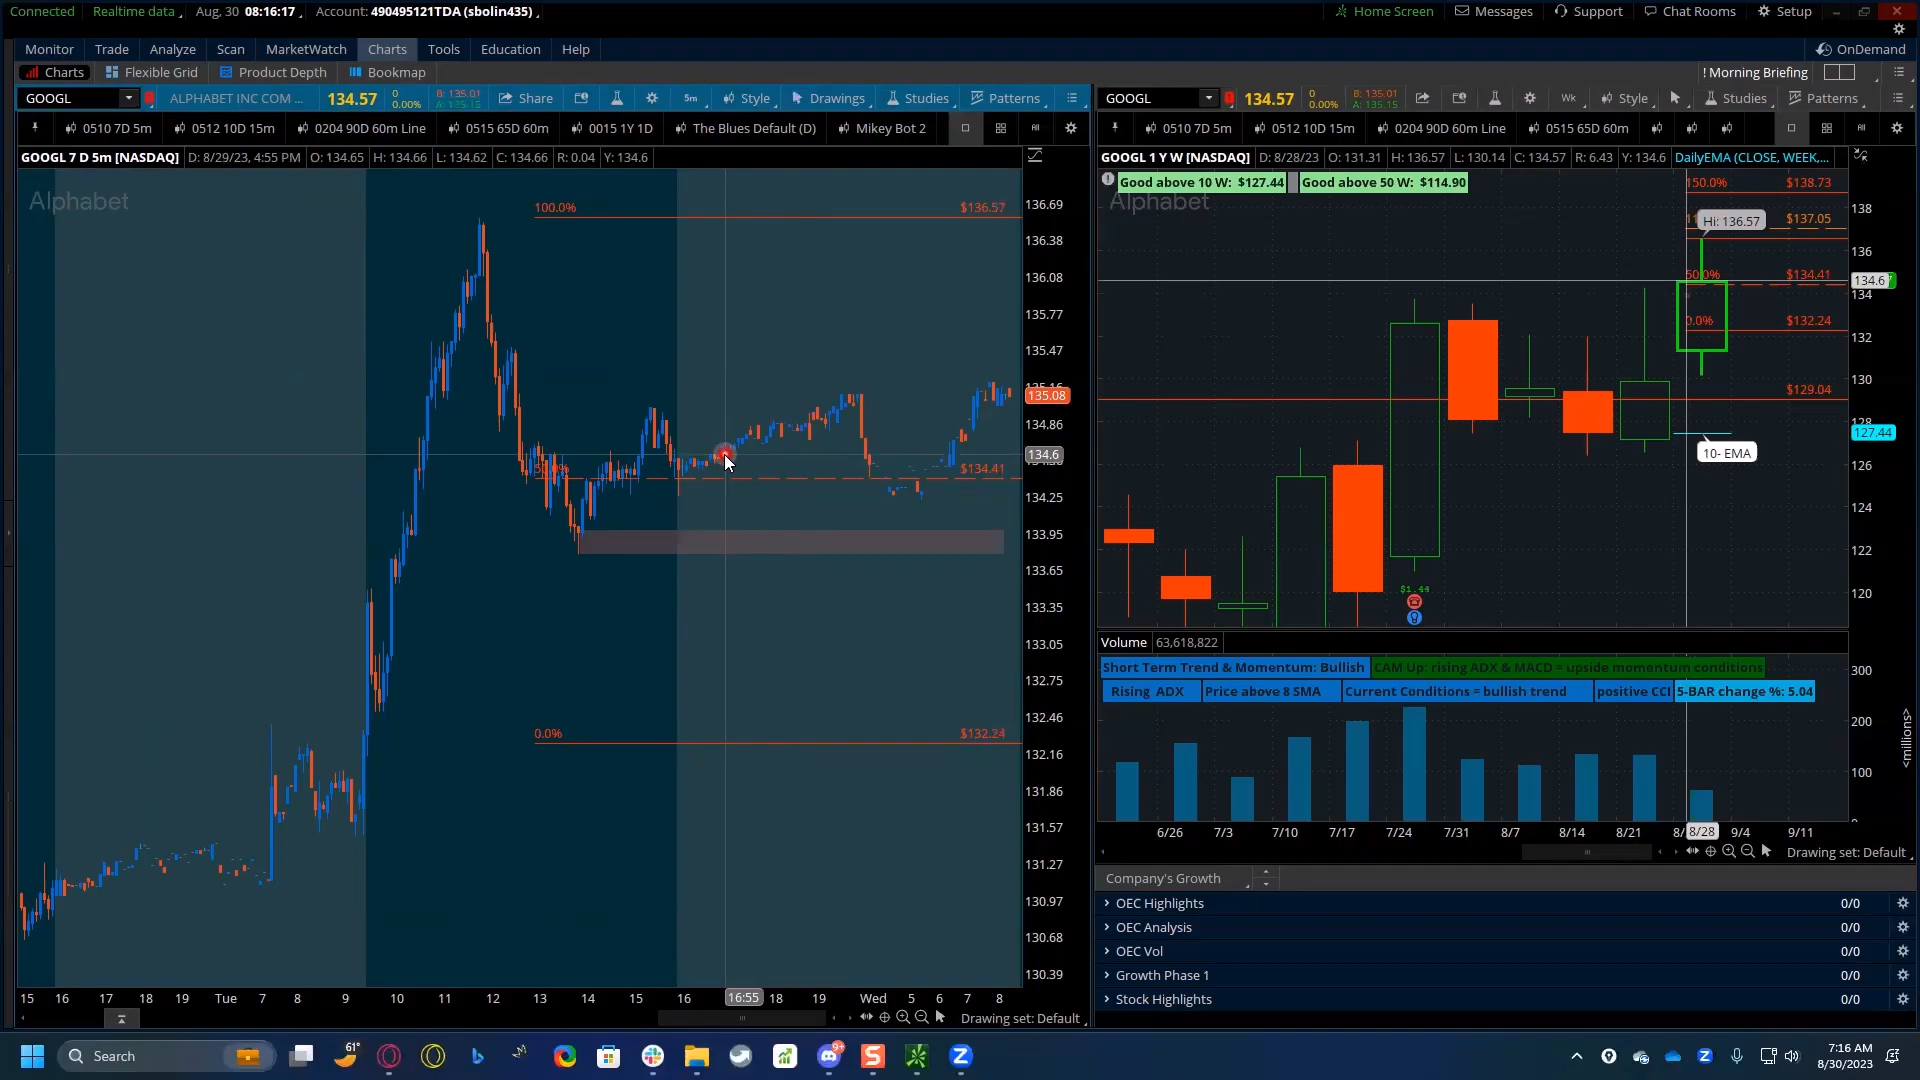 Connected Realtime data Aug, 30 08:16:17 Account: 490495121TDA (sbolin435) Home Screen Messages Support Chat Rooms Setup
Monitor Trade Analyze Scan MarketWatch Charts Tools Education Help OnDemand
Charts Flexible Grid Product Depth Bookmap ! Morning Briefing
GOOGL ALPHABET INC COM ... 134.57 0 0.00% B: 135.01 A: 135.15 Share 5m Style Drawings Studies Patterns
0510 7D 5m 0512 10D 15m 0204 90D 60m Line 0515 65D 60m 0015 1Y 1D The Blues Default (D) Mikey Bot 2
GOOGL 7 D 5m [NASDAQ] D: 8/29/23, 4:55 PM O: 134.65 H: 134.66 L: 134.62 C: 134.66 R: 0.04 Y: 134.6
Alphabet
100.0% $136.57
$134.41
0.0% $132.24
136.69
136.38
136.08
135.77
135.47
135.08
134.86
134.6
134.25
133.95
133.65
133.35
133.05
132.75
132.46
132.16
131.86
131.57
131.27
130.97
130.68
130.39
15 16 17 18 19 Tue 7 8 9 10 11 12 13 14 15 16 16:55 18 19 Wed 5 6 7 8
Drawing set: Default
GOOGL 134.57 0 0.00% B: 135.01 A: 135.15 Wk Style Studies Patterns
0510 7D 5m 0512 10D 15m 0204 90D 60m Line 0515 65D 60m
GOOGL 1 Y W [NASDAQ] D: 8/28/23 O: 131.31 H: 136.57 L: 130.14 C: 134.57 R: 6.43 Y: 134.6 DailyEMA (CLOSE, WEEK,...
Good above 10 W: $127.44 Good above 50 W: $114.90
Alphabet
150.0% $138.73
$137.05
Hi: 136.57
50.0% $134.41
0.0% $132.24
$129.04
10- EMA
$1.44
138
136
134.6
134
132
130
128
127.44
126
124
122
120
Volume 63,618,822
Short Term Trend & Momentum: Bullish CAM Up: rising ADX & MACD = upside momentum conditions
Rising ADX Price above 8 SMA Current Conditions = bullish trend positive CCI 5-BAR change %: 5.04
300
200
100
<millions>
6/26 7/3 7/10 7/17 7/24 7/31 8/7 8/14 8/21 8/28 9/4 9/11
Drawing set: Default
Company's Growth
OEC Highlights 0/0
OEC Analysis 0/0
OEC Vol 0/0
Growth Phase 1 0/0
Stock Highlights 0/0
Search 61° 9+ 7:16 AM
8/30/2023